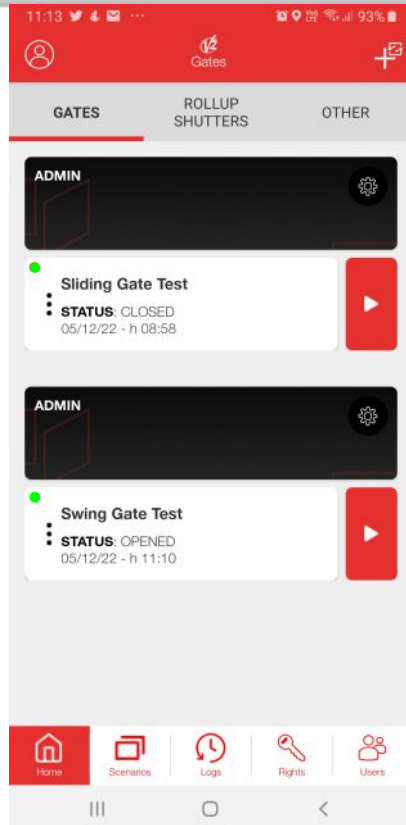 11:13
93%
V2
Gates
GATES
ROLLUP
SHUTTERS
OTHER
ADMIN
Sliding Gate Test
STATUS: CLOSED
05/12/22 - h 08:58
ADMIN
Swing Gate Test
STATUS: OPENED
05/12/22 - h 11:10
Home
Scenarios
Logs
Rights
Users